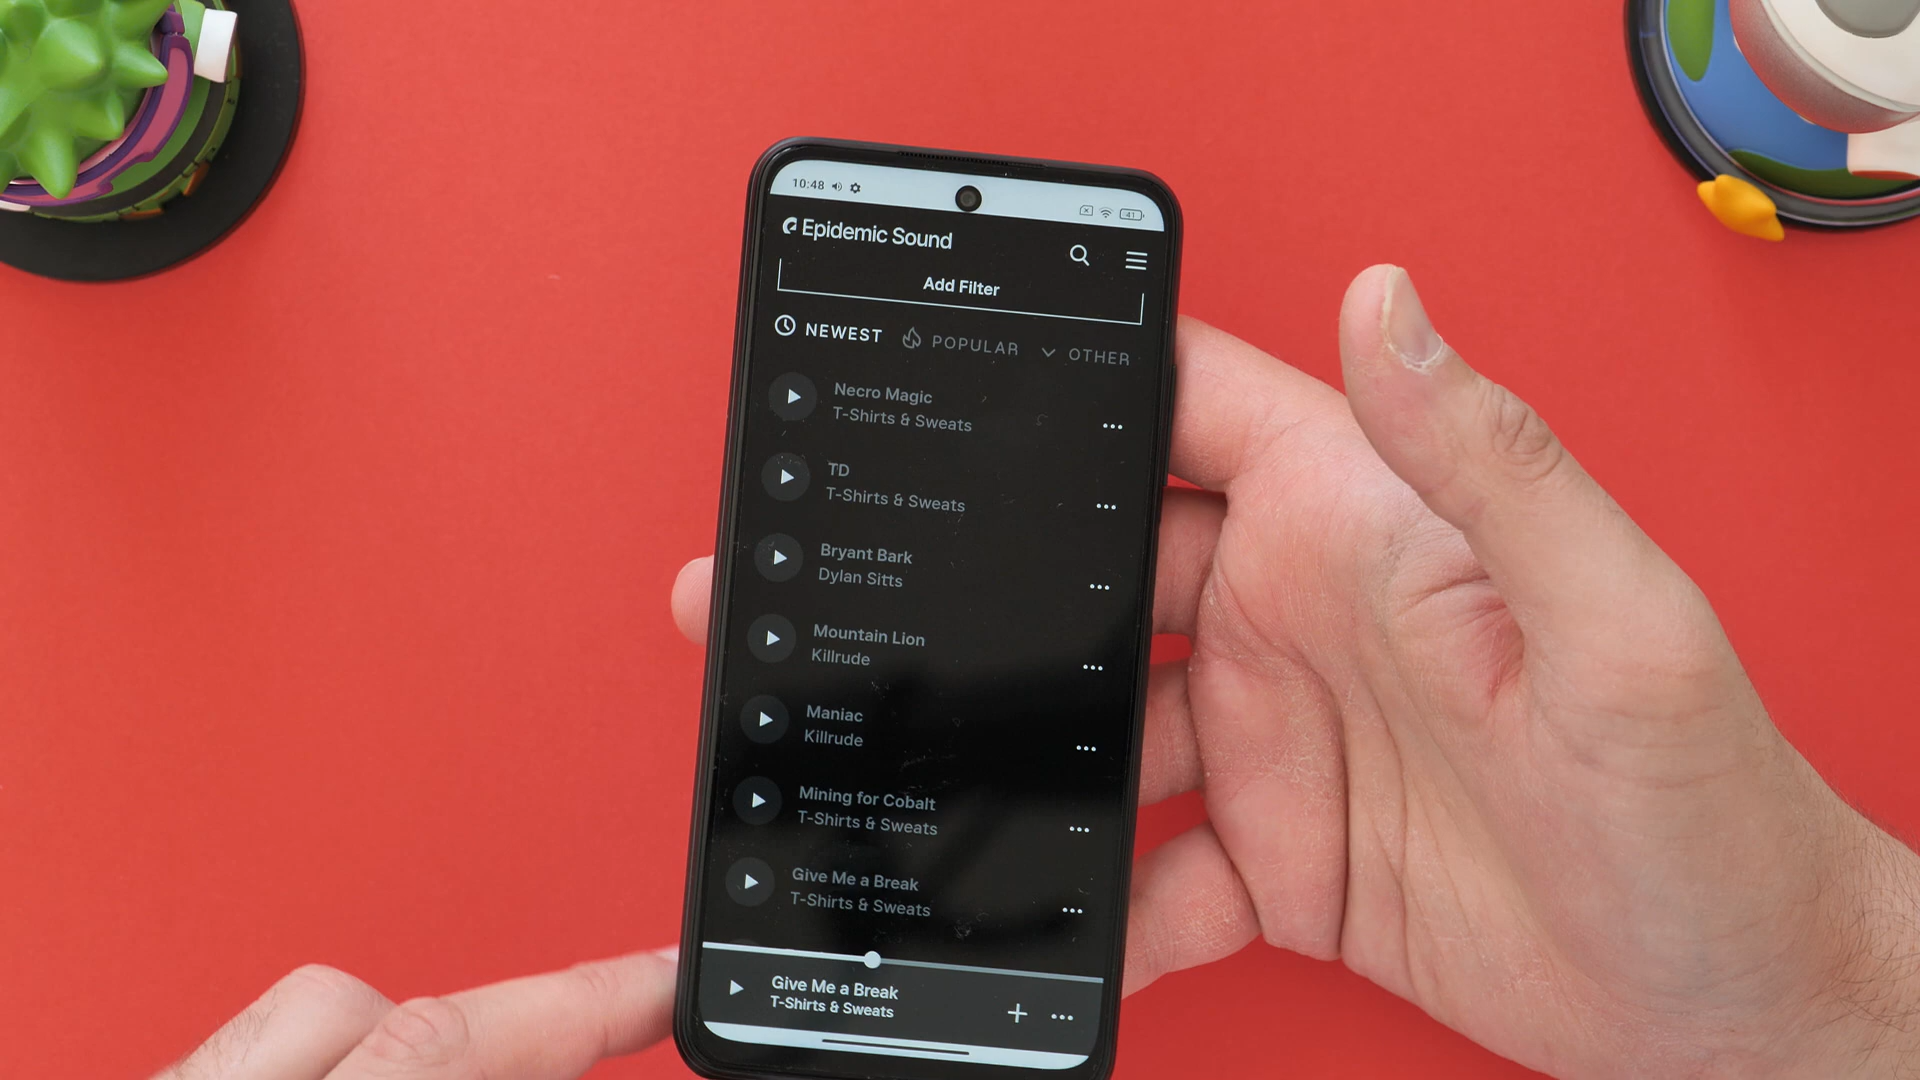 10:48
41
Epidemic Sound
Add Filter
NEWEST POPULAR OTHER
Necro Magic
T-Shirts & Sweats
TD
T-Shirts & Sweats
Bryant Bark
Dylan Sitts
Mountain Lion
Killrude
Maniac
Killrude
Mining for Cobalt
T-Shirts & Sweats
Give Me a Break
T-Shirts & Sweats
Give Me a Break
T-Shirts & Sweats